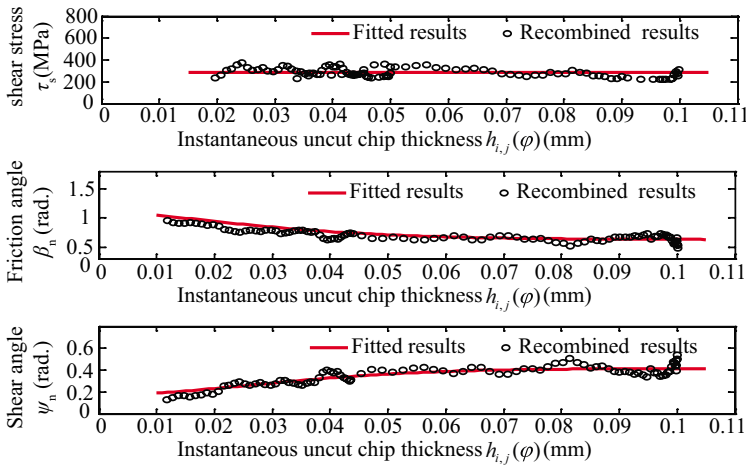 shear stress
τs(MPa)
800
600
400
200
0
Fitted results
Recombined results
0 0.01 0.02 0.03 0.04 0.05 0.06 0.07 0.08 0.09 0.1 0.11
Instantaneous uncut chip thickness hi,j(φ)(mm)
Friction angle
βn (rad.)
1.5
1
0.5
0
Fitted results
Recombined results
0 0.01 0.02 0.03 0.04 0.05 0.06 0.07 0.08 0.09 0.1 0.11
Instantaneous uncut chip thickness hi,j(φ)(mm)
Shear angle
ψn (rad.)
0.6
0.4
0.2
0
Fitted results
Recombined results
0 0.01 0.02 0.03 0.04 0.05 0.06 0.07 0.08 0.09 0.1 0.11
Instantaneous uncut chip thickness hi,j(φ)(mm)